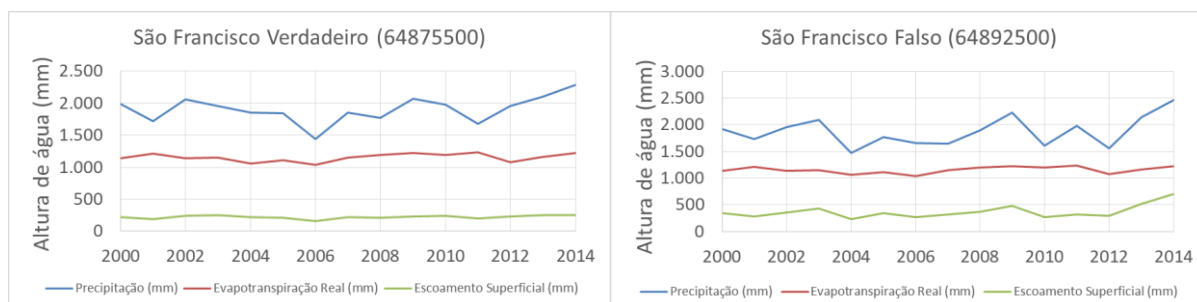 São Francisco Verdadeiro (64875500)
Altura de água (mm)
2.500
2.000
1.500
1.000
500
0
2000 2002 2004 2006 2008 2010 2012 2014
Precipitação (mm) Evapotranspiração Real (mm) Escoamento Superficial (mm)
São Francisco Falso (64892500)
Altura de água (mm)
3.000
2.500
2.000
1.500
1.000
500
0
2000 2002 2004 2006 2008 2010 2012 2014
Precipitação (mm) Evapotranspiração Real (mm) Escoamento Superficial (mm)